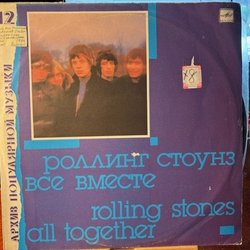 12
АРХИВ ПОПУЛЯРНОЙ МУЗЫКИ
роллинг стоунз
все вместе
rolling stones
all together